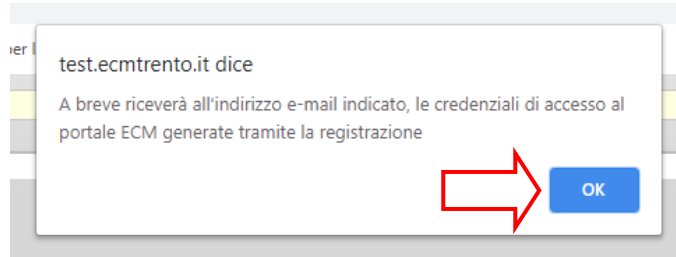 per l
test.ecmtrento.it dice
A breve riceverà all'indirizzo e-mail indicato, le credenziali di accesso al
portale ECM generate tramite la registrazione
OK